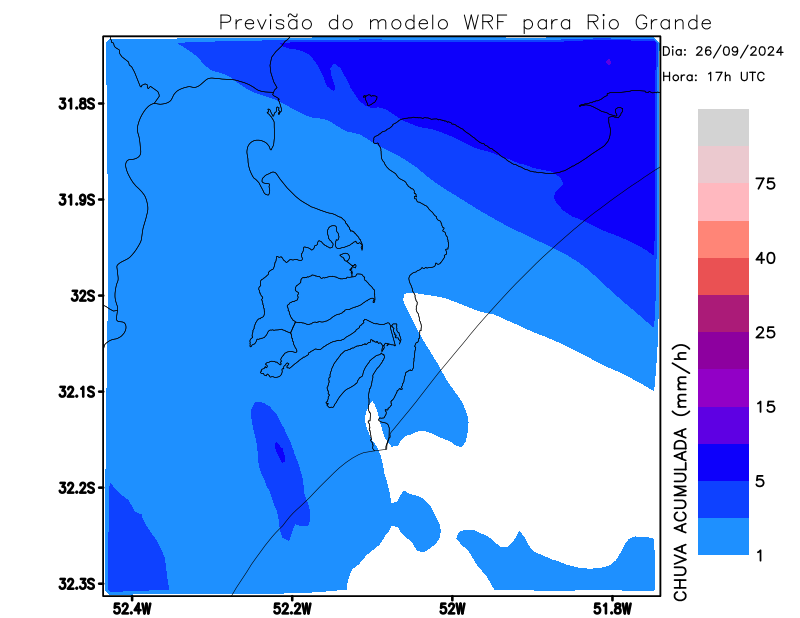 Previsão do modelo WRF para Rio Grande
Dia: 26/09/2024
Hora: 17h UTC
31.8S
31.9S
32S
32.1S
32.2S
32.3S
52.4W
52.2W
52W
51.8W
75
40
25
15
5
1
CHUVA ACUMULADA (mm/h)